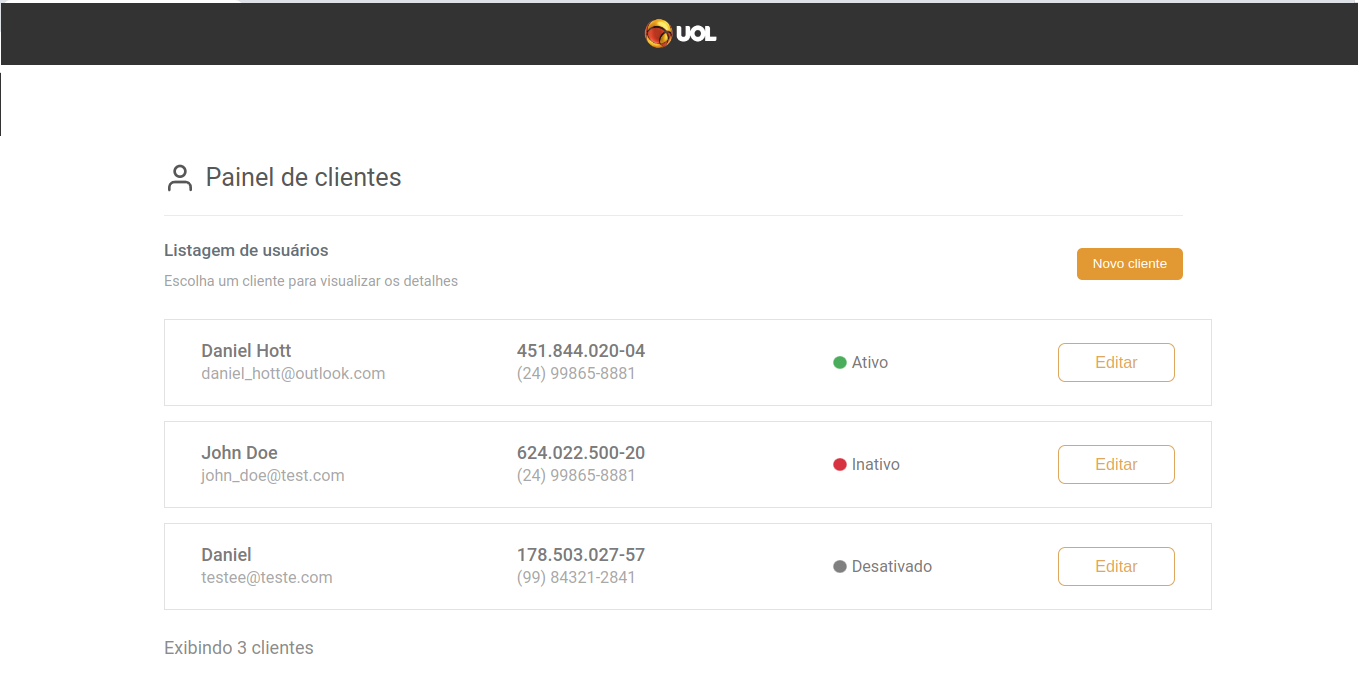 UOL
Painel de clientes
Listagem de usuários
Escolha um cliente para visualizar os detalhes
Novo cliente
Daniel Hott
daniel_hott@outlook.com
451.844.020-04
(24) 99865-8881
Ativo
Editar
John Doe
john_doe@test.com
624.022.500-20
(24) 99865-8881
Inativo
Editar
Daniel
testee@teste.com
178.503.027-57
(99) 84321-2841
Desativado
Editar
Exibindo 3 clientes